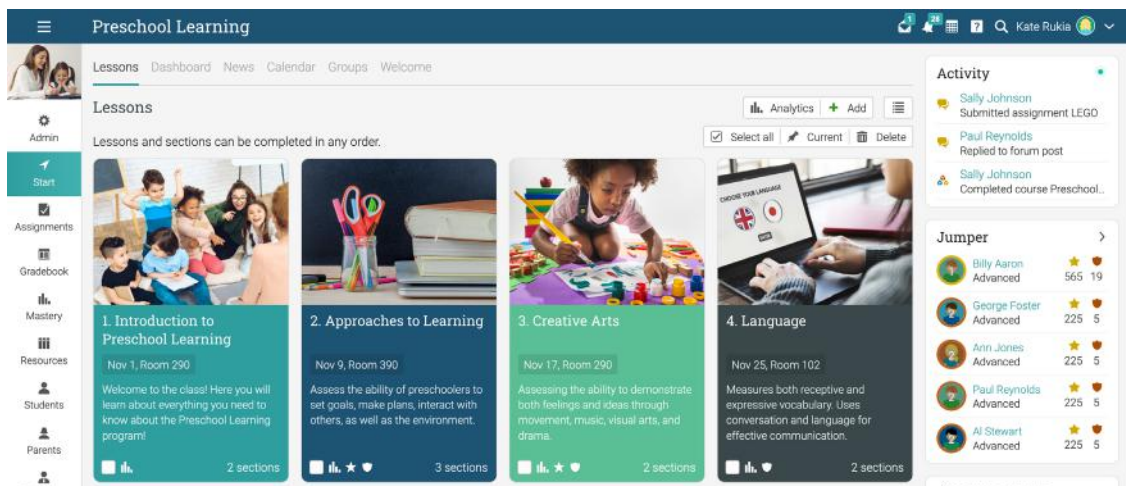 Preschool Learning
1
28
?
Kate Rukia
Lessons Dashboard News Calendar Groups Welcome
Lessons
Analytics + Add
Lessons and sections can be completed in any order.
Select all Current Delete
Admin
Start
Assignments
Gradebook
Mastery
Resources
Students
Parents
CHOOSE YOUR LANGUAGE
1. Introduction to
Preschool Learning
Nov 1, Room 290
Welcome to the class! Here you will
learn about everything you need to
know about the Preschool Learning
program!
2 sections
2. Approaches to Learning
Nov 9, Room 390
Assess the ability of preschoolers to
set goals, make plans, interact with
others, as well as the environment.
3 sections
3. Creative Arts
Nov 17, Room 290
Assessing the ability to demonstrate
both feelings and ideas through
movement, music, visual arts, and
drama.
2 sections
4. Language
Nov 25, Room 102
Measures both receptive and
expressive vocabulary. Uses
conversation and language for
effective communication.
2 sections
Activity
Sally Johnson
Submitted assignment LEGO
Paul Reynolds
Replied to forum post
Sally Johnson
Completed course Preschool...
Jumper
Billy Aaron
Advanced 565 19
George Foster
Advanced 225 5
Ann Jones
Advanced 225 5
Paul Reynolds
Advanced 225 5
Al Stewart
Advanced 225 5